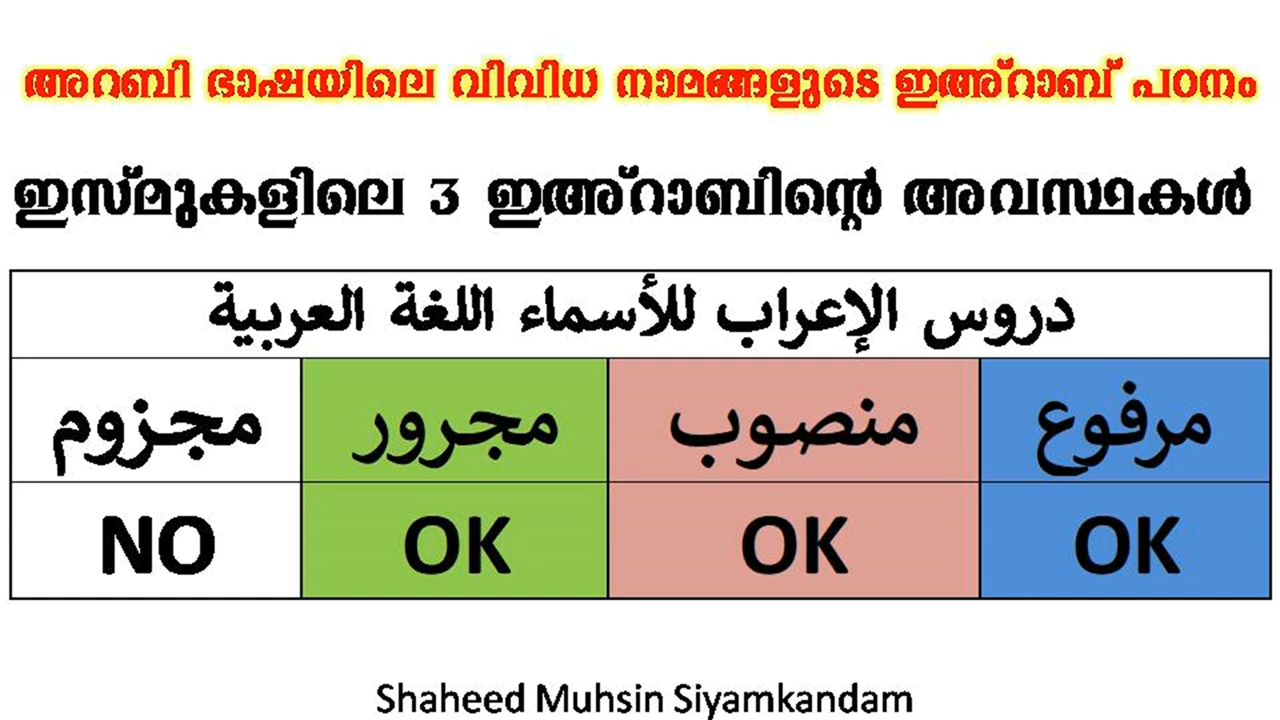 അറബി ഭാഷയിലെ വിവിധ നാമങ്ങളുടെ ഇഅ്റാബ് പഠനം
ഇസ്മുകളിലെ 3 ഇഅ്റാബിന്റെ അവസ്ഥകൾ
دروس الإعراب للأسماء اللغة العربية
مرفوع منصوب مجرور مجزوم
OK OK OK NO
Shaheed Muhsin Siyamkandam